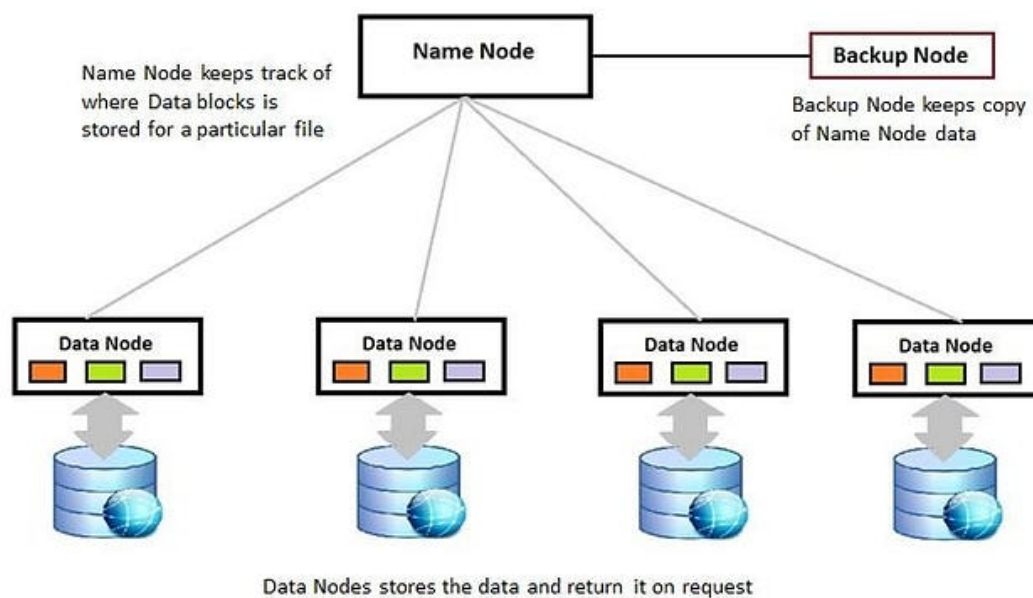 Name Node
Backup Node
Name Node keeps track of
where Data blocks is
stored for a particular file
Backup Node keeps copy
of Name Node data
Data Node
Data Node
Data Node
Data Node
Data Nodes stores the data and return it on request